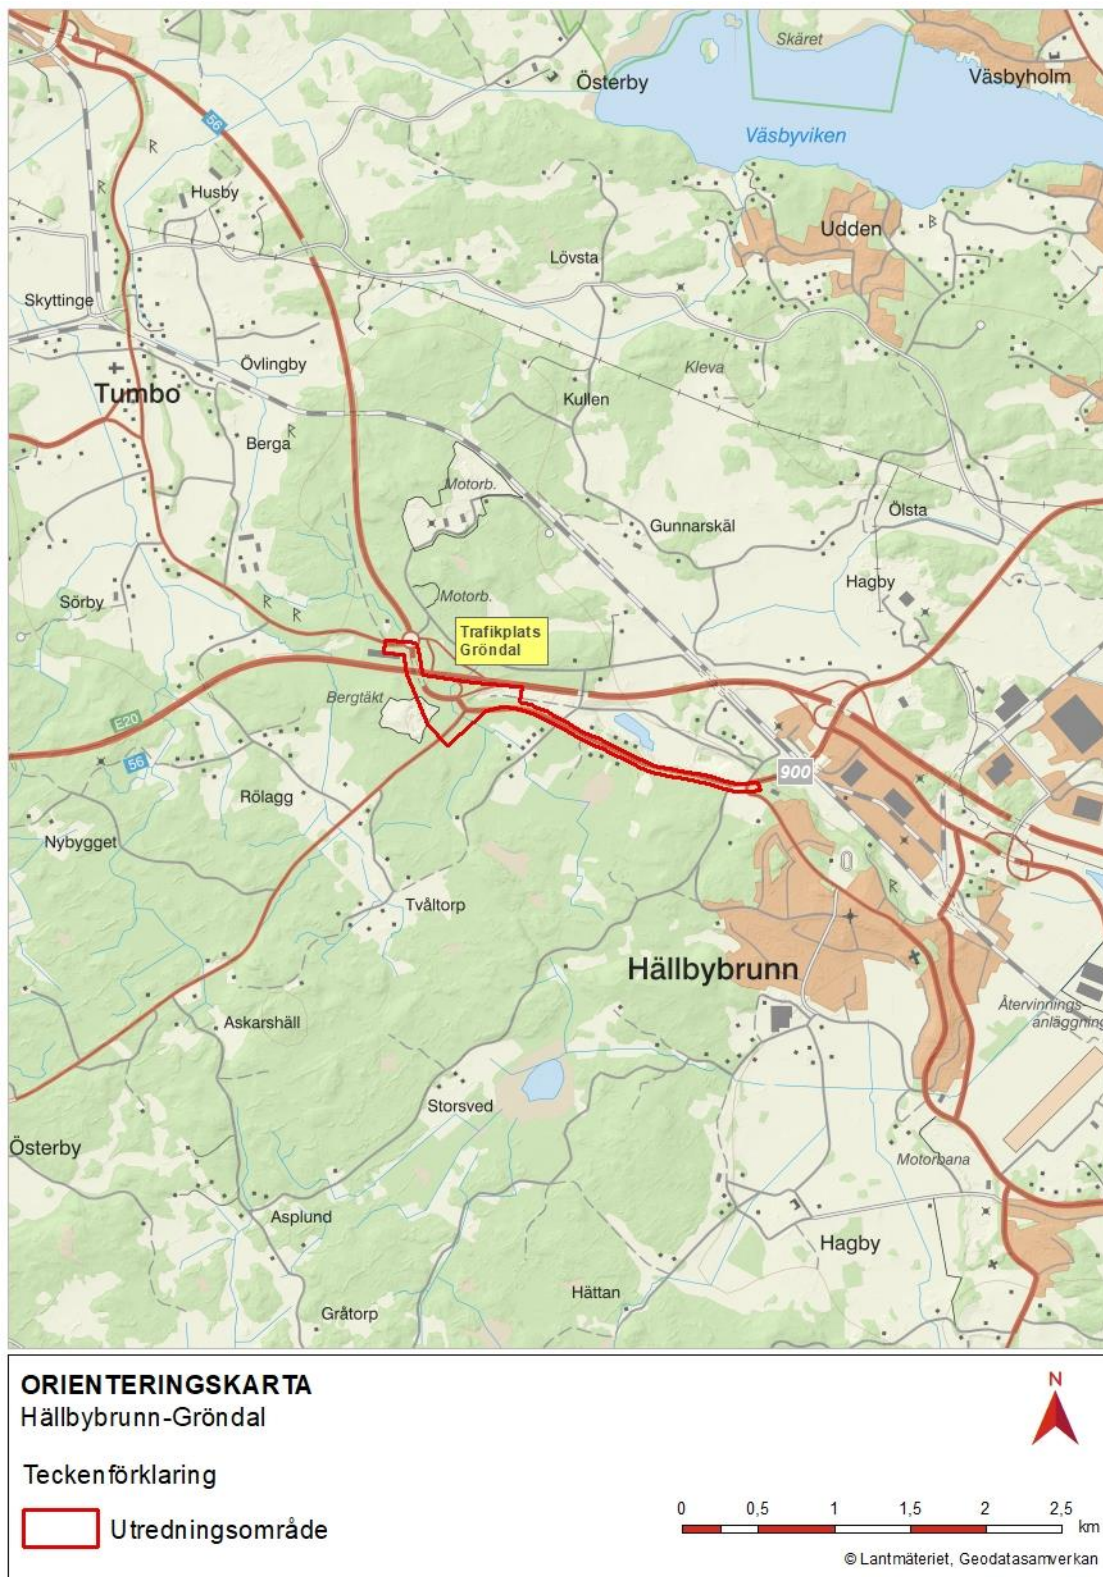 Skäret
Österby
Väsbyholm
56
Väsbyviken
Husby
Udden
Lövsta
Skyttinge
Övlingby
Kleva
Tumbo
Kullen
Berga
Motorb.
Ölsta
Gunnarskäl
Hagby
Motorb.
Sörby
Trafikplats
Gröndal
Bergtäkt
E20
56
900
Rölagg
Nybygget
Tvåltorp
Hällbybrunn
Återvinnings-
anläggning
Askarshäll
Storsved
Österby
Motorbana
Asplund
Hagby
Hättan
Gråtorp
ORIENTERINGSKARTA
Hällbybrunn-Gröndal
N
Teckenförklaring
Utredningsområde
0 0,5 1 1,5 2 2,5
km
© Lantmäteriet, Geodatasamverkan